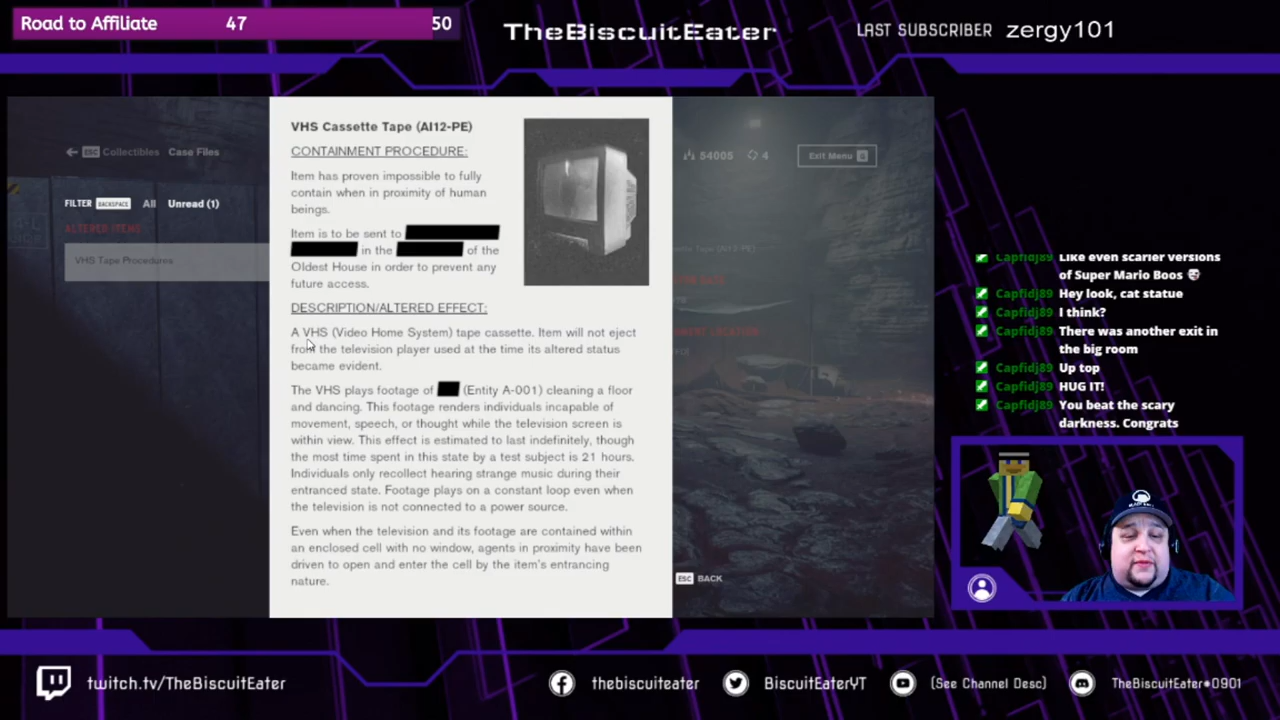 Road to Affiliate 47 50
TheBiscuitEater
LAST SUBSCRIBER zergy101
← ESC Collectibles Case Files
FILTER BACKSPACE All Unread (1)
ALTERED ITEMS
VHS Tape Procedures
VHS Cassette Tape (AI12-PE)
CONTAINMENT PROCEDURE:
Item has proven impossible to fully
contain when in proximity of human
beings.
Item is to be sent to
in the of the
Oldest House in order to prevent any
future access.
DESCRIPTION/ALTERED EFFECT:
A VHS (Video Home System) tape cassette. Item will not eject
from the television player used at the time its altered status
became evident.
The VHS plays footage of (Entity A-001) cleaning a floor
and dancing. This footage renders individuals incapable of
movement, speech, or thought while the television screen is
within view. This effect is estimated to last indefinitely, though
the most time spent in this state by a test subject is 21 hours.
Individuals only recollect hearing strange music during their
entranced state. Footage plays on a constant loop even when
the television is not connected to a power source.
Even when the television and its footage are contained within
an enclosed cell with no window, agents in proximity have been
driven to open and enter the cell by the item's entrancing
nature.
54005 4
Exit Menu
ESC BACK
Capfidj89 Like even scarier versions
of Super Mario Boos
Capfidj89 Hey look, cat statue
Capfidj89 I think?
Capfidj89 There was another exit in
the big room
Capfidj89 Up top
Capfidj89 HUG IT!
Capfidj89 You beat the scary
darkness. Congrats
twitch.tv/TheBiscuitEater
thebiscuiteater
BiscuitEaterYT
(See Channel Desc)
TheBiscuitEater#0901